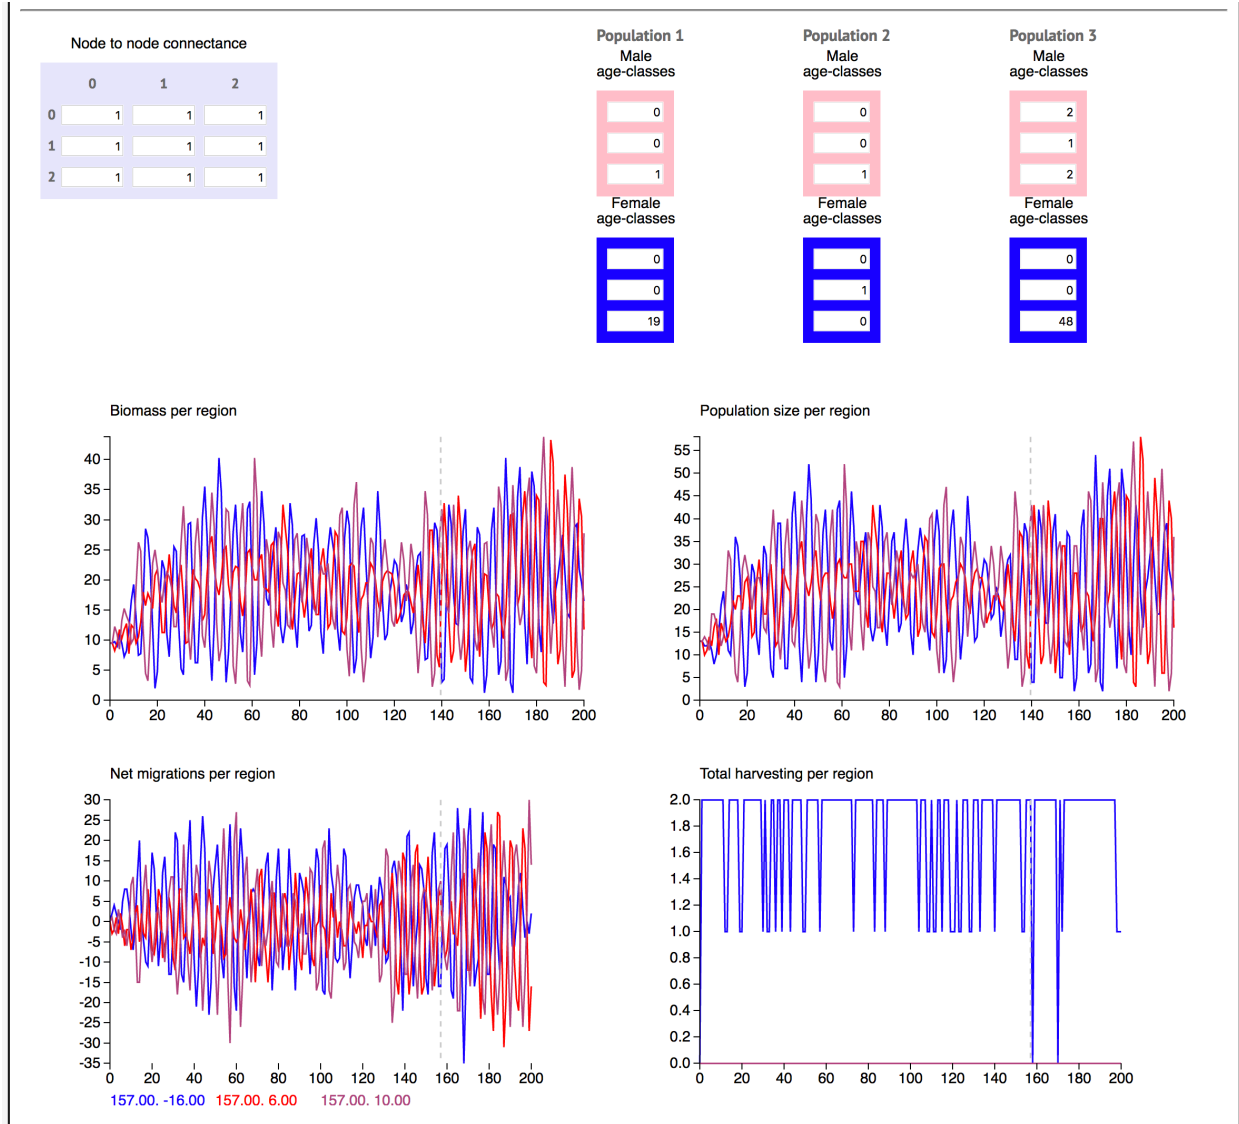 Node to node connectance
0 1 2
0 1 1 1
1 1 1 1
2 1 1 1
Population 1
Male
age-classes
0
0
1
Female
age-classes
0
0
19
Population 2
Male
age-classes
0
0
1
Female
age-classes
0
1
0
Population 3
Male
age-classes
2
1
2
Female
age-classes
0
0
48
Biomass per region
40
35
30
25
20
15
10
5
0
0 20 40 60 80 100 120 140 160 180 200
Population size per region
55
50
45
40
35
30
25
20
15
10
5
0
0 20 40 60 80 100 120 140 160 180 200
Net migrations per region
30
25
20
15
10
5
0
-5
-10
-15
-20
-25
-30
-35
0 20 40 60 80 100 120 140 160 180 200
157.00. -16.00 157.00. 6.00 157.00. 10.00
Total harvesting per region
2.0
1.8
1.6
1.4
1.2
1.0
0.8
0.6
0.4
0.2
0.0
0 20 40 60 80 100 120 140 160 180 200